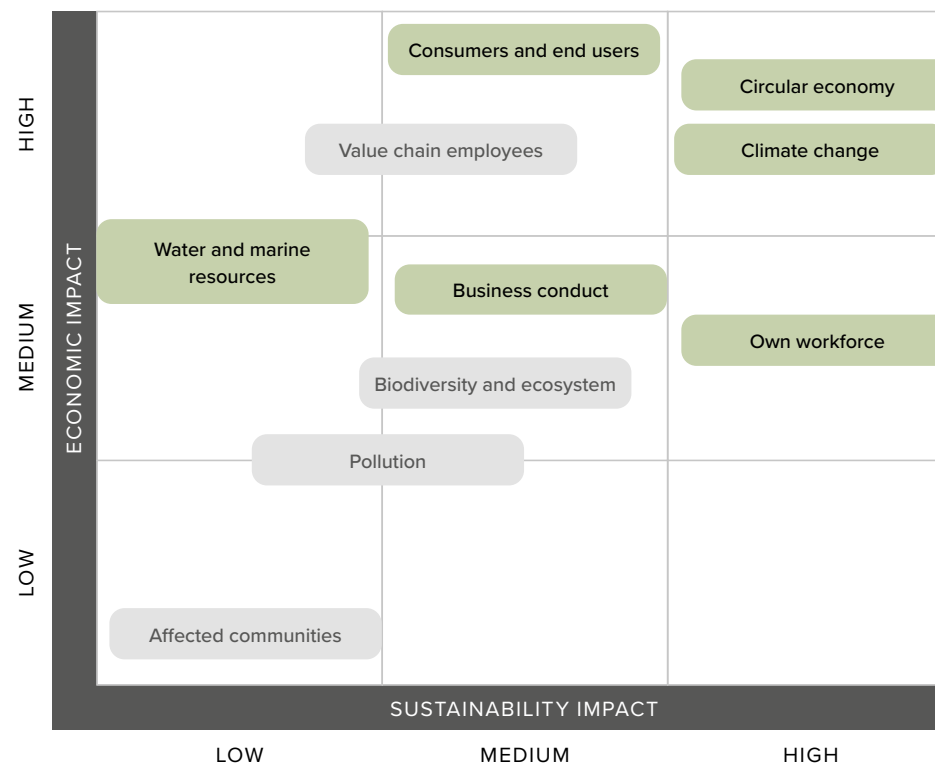 Consumers and end users
Circular economy
HIGH
Value chain employees
Climate change
Water and marine
resources
Business conduct
ECONOMIC IMPACT
MEDIUM
Own workforce
Biodiversity and ecosystem
Pollution
LOW
Affected communities
SUSTAINABILITY IMPACT
LOW
MEDIUM
HIGH